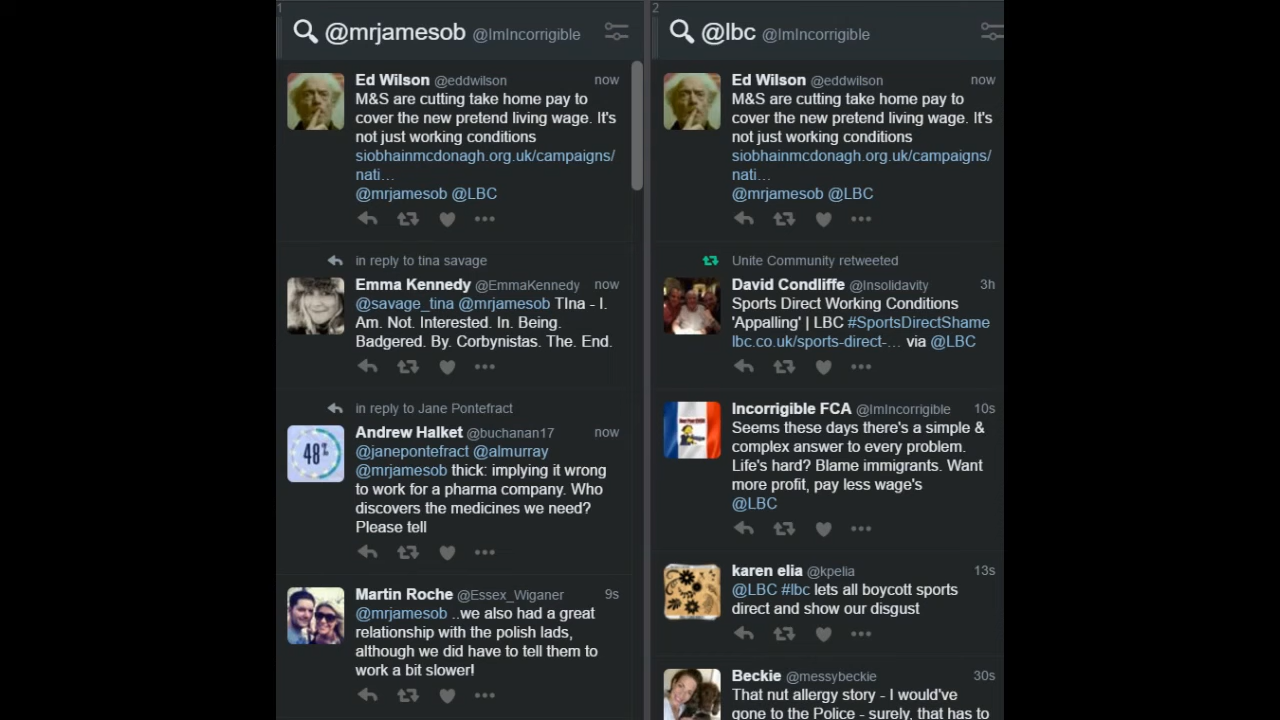 1
@mrjamesob @ImIncorrigible
Ed Wilson @eddwilson now
M&S are cutting take home pay to
cover the new pretend living wage. It's
not just working conditions
siobhainmcdonagh.org.uk/campaigns/
nati…
@mrjamesob @LBC
in reply to tina savage
Emma Kennedy @EmmaKennedy now
@savage_tina @mrjamesob TIna - I.
Am. Not. Interested. In. Being.
Badgered. By. Corbynistas. The. End.
in reply to Jane Pontefract
Andrew Halket @buchanan17 now
@janepontefract @almurray
@mrjamesob thick: implying it wrong
to work for a pharma company. Who
discovers the medicines we need?
Please tell
48%
Martin Roche @Essex_Wiganer 9s
@mrjamesob ..we also had a great
relationship with the polish lads,
although we did have to tell them to
work a bit slower!
2
@lbc @ImIncorrigible
Ed Wilson @eddwilson now
M&S are cutting take home pay to
cover the new pretend living wage. It's
not just working conditions
siobhainmcdonagh.org.uk/campaigns/
nati…
@mrjamesob @LBC
Unite Community retweeted
David Condliffe @Insolidavity 3h
Sports Direct Working Conditions
'Appalling' | LBC #SportsDirectShame
lbc.co.uk/sports-direct-… via @LBC
Incorrigible FCA @ImIncorrigible 10s
Seems these days there's a simple &
complex answer to every problem.
Life's hard? Blame immigrants. Want
more profit, pay less wage's
@LBC
karen elia @kpelia 13s
@LBC #lbc lets all boycott sports
direct and show our disgust
Beckie @messybeckie 30s
That nut allergy story - I would've
gone to the Police - surely, that has to